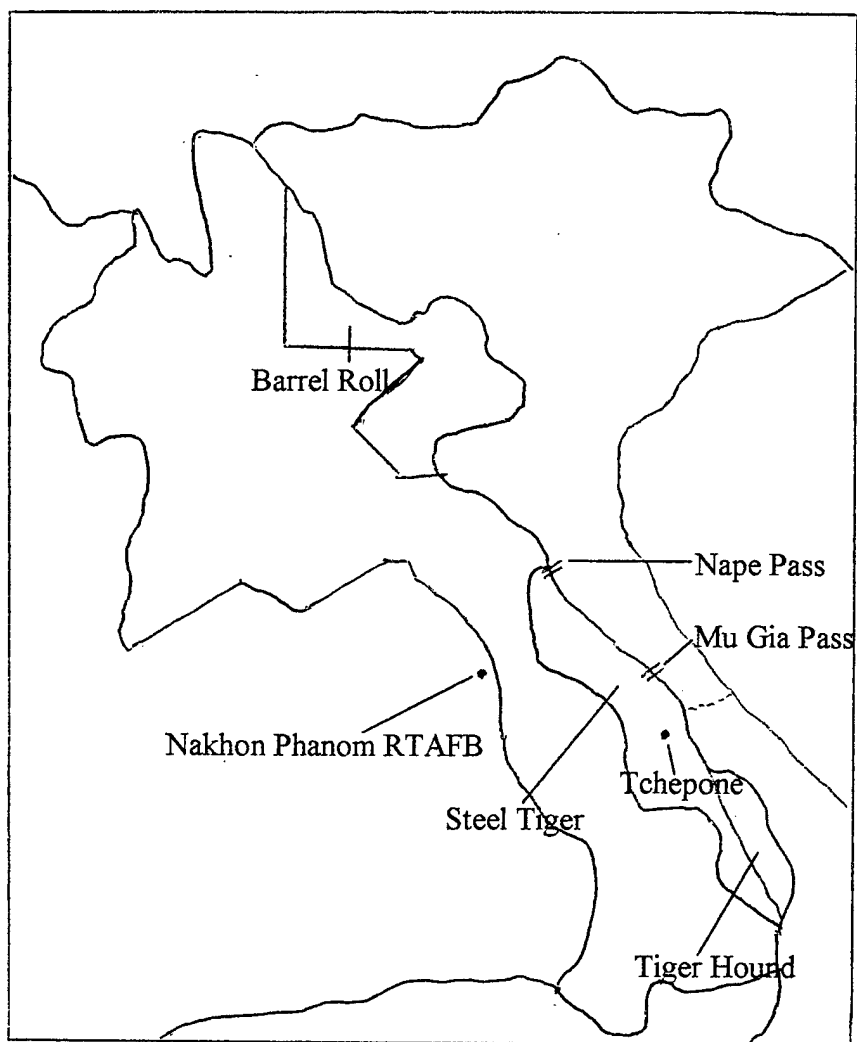 Barrel Roll
Nape Pass
Mu Gia Pass
Nakhon Phanom RTAFB
Tchepone
Steel Tiger
Tiger Hound